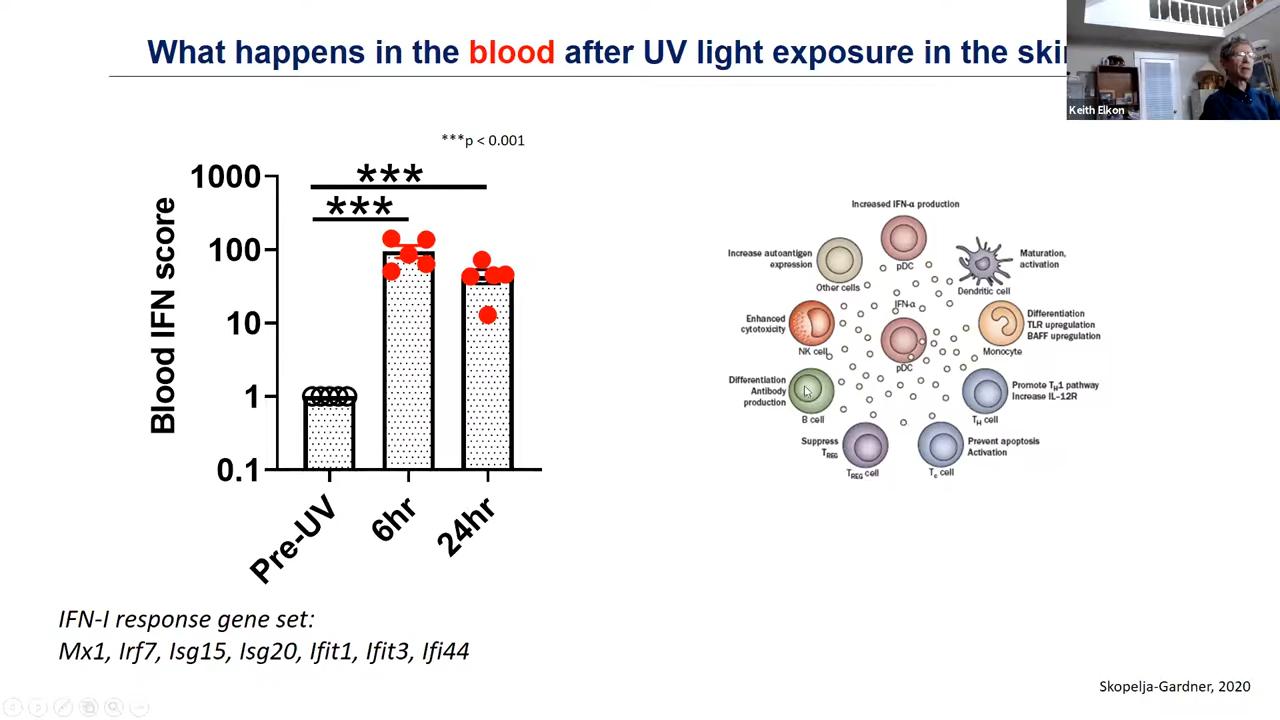 What happens in the blood after UV light exposure in the skin
Keith Elkon
***p < 0.001
1000
100
10
1
0.1
***
***
Blood IFN score
Pre-UV
6hr
24hr
IFN-I response gene set:
Mx1, Irf7, Isg15, Isg20, Ifit1, Ifit3, Ifi44
Increased IFN-α production
pDC
Increase autoantigen
expression
Other cells
Maturation,
activation
Dendritic cell
IFN-α
pDC
Enhanced
cytotoxicity
NK cell
Differentiation
TLR upregulation
BAFF upregulation
Monocyte
Differentiation
Antibody
production
B cell
Promote TH1 pathway
Increase IL-12R
TH cell
Suppress
TREG
TREG cell
Prevent apoptosis
Activation
Tc cell
Skopelja-Gardner, 2020